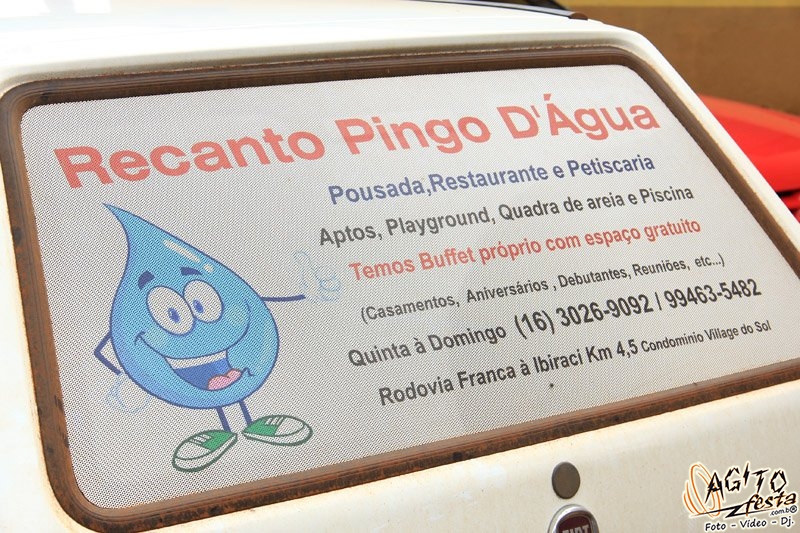 Recanto Pingo D'Água
Pousada,Restaurante e Petiscaria
Aptos, Playground, Quadra de areia e Piscina
Temos Buffet próprio com espaço gratuito
(Casamentos, Aniversários , Debutantes, Reuniões, etc...)
Quinta à Domingo (16) 3026-9092 / 99463-5482
Rodovia Franca à Ibiraci Km 4,5 Condomínio Village do Sol
FIAT
AGITO
festa
.com.br®
Foto - Vídeo - Dj.